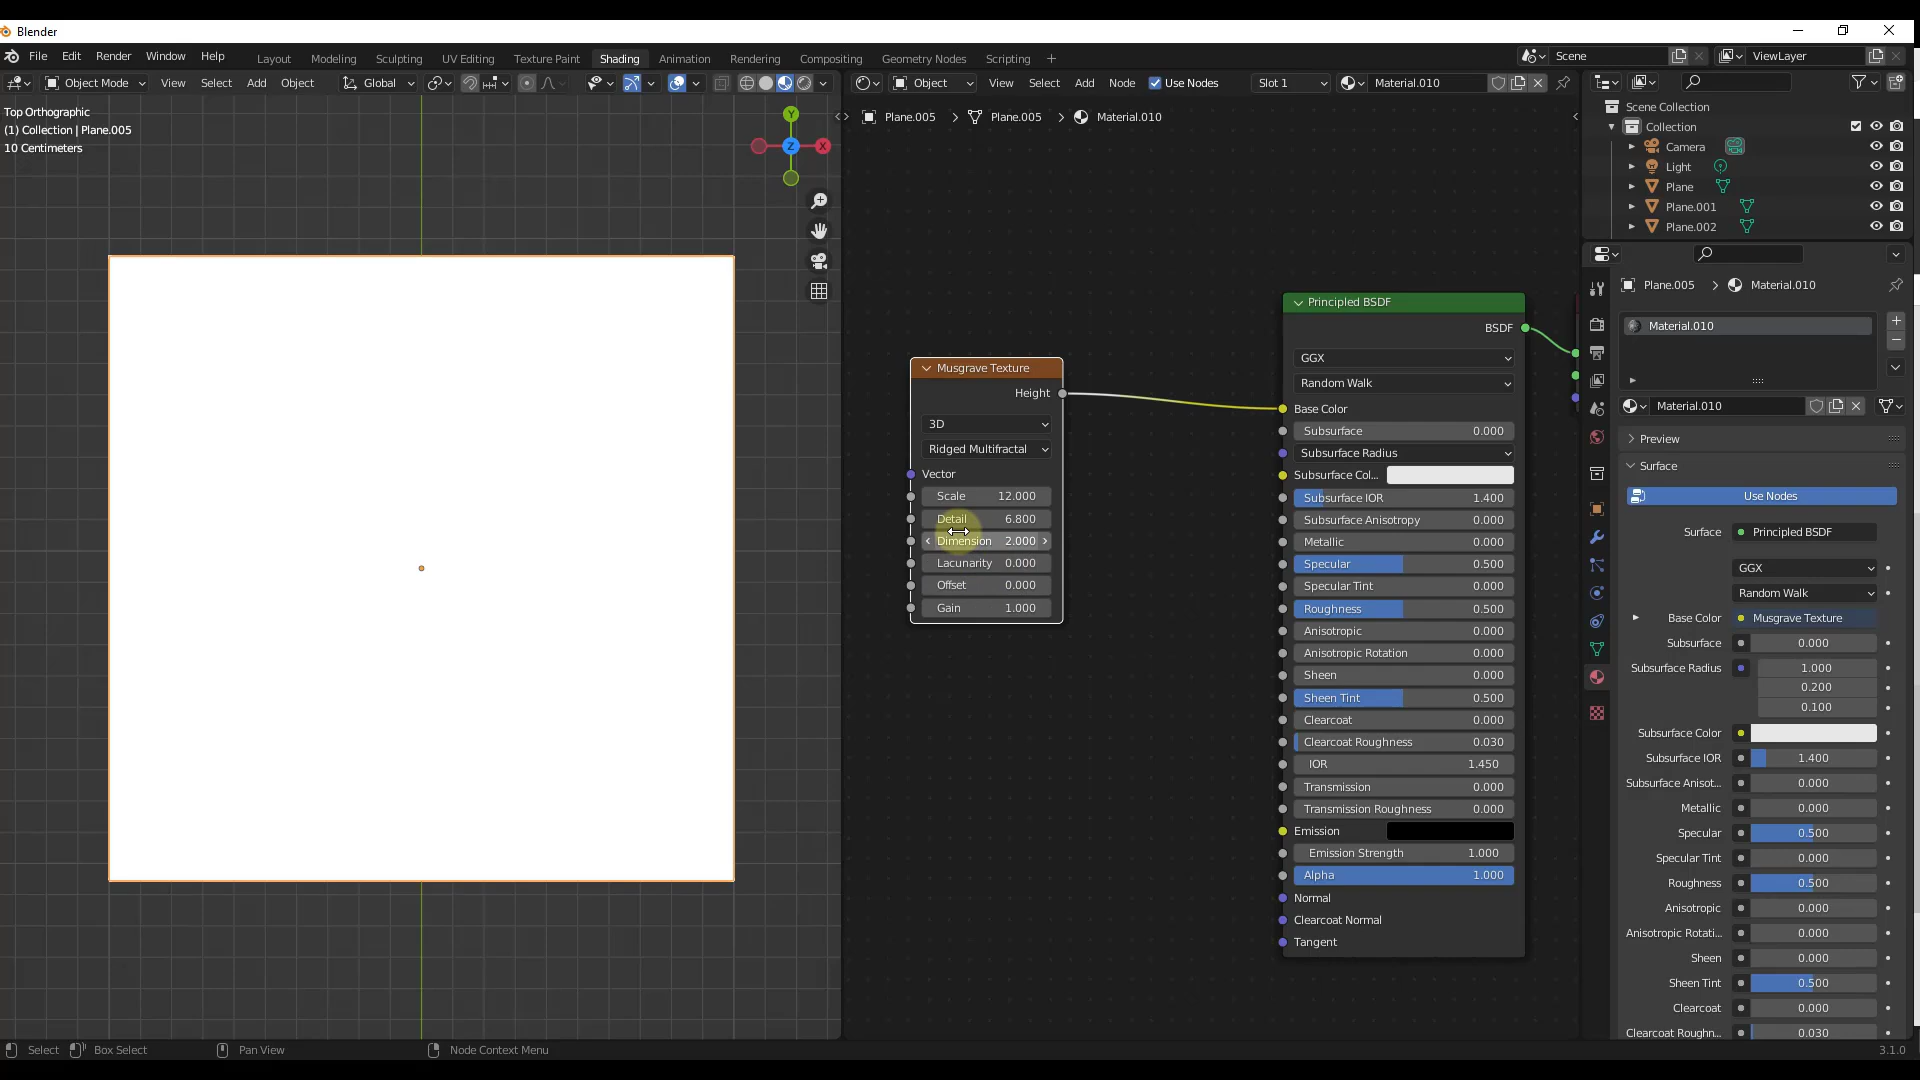 Blender
File Edit Render Window Help Layout Modeling Sculpting UV Editing Texture Paint Shading Animation Rendering Compositing Geometry Nodes Scripting + Scene ViewLayer
Object Mode View Select Add Object Global Object View Select Add Node Use Nodes Slot 1 Material.010
Top Orthographic
(1) Collection | Plane.005
10 Centimeters
Y
X
Z
Plane.005 > Plane.005 > Material.010
Musgrave Texture
Height
3D
Ridged Multifractal
Vector
Scale 12.000
Detail 6.800
Dimension 2.000
Lacunarity 0.000
Offset 0.000
Gain 1.000
Principled BSDF
BSDF
GGX
Random Walk
Base Color
Subsurface 0.000
Subsurface Radius
Subsurface Col...
Subsurface IOR 1.400
Subsurface Anisotropy 0.000
Metallic 0.000
Specular 0.500
Specular Tint 0.000
Roughness 0.500
Anisotropic 0.000
Anisotropic Rotation 0.000
Sheen 0.000
Sheen Tint 0.500
Clearcoat 0.000
Clearcoat Roughness 0.030
IOR 1.450
Transmission 0.000
Transmission Roughness 0.000
Emission
Emission Strength 1.000
Alpha 1.000
Normal
Clearcoat Normal
Tangent
Scene Collection
Collection
Camera
Light
Plane
Plane.001
Plane.002
Plane.005 > Material.010
Material.010
Material.010
Preview
Surface
Use Nodes
Surface Principled BSDF
GGX
Random Walk
Base Color Musgrave Texture
Subsurface 0.000
Subsurface Radius 1.000
0.200
0.100
Subsurface Color
Subsurface IOR 1.400
Subsurface Anisot... 0.000
Metallic 0.000
Specular 0.500
Specular Tint 0.000
Roughness 0.500
Anisotropic 0.000
Anisotropic Rotati... 0.000
Sheen 0.000
Sheen Tint 0.500
Clearcoat 0.000
Clearcoat Roughn... 0.030
Select Box Select Pan View Node Context Menu 3.1.0